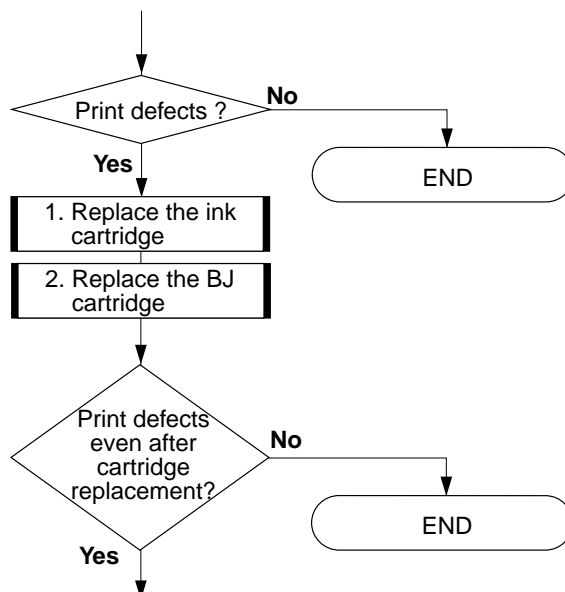 No
Print defects ?
Yes
END
1. Replace the ink
cartridge
2. Replace the BJ
cartridge
Print defects
even after
cartridge
replacement?
No
Yes
END